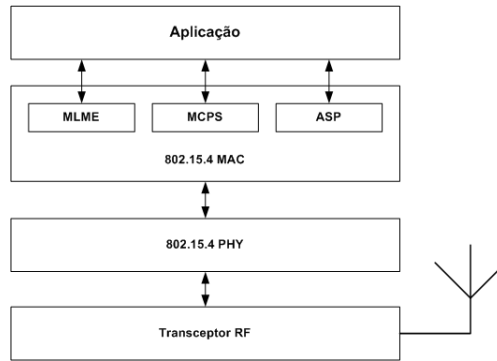 Aplicação
MLME MCPS ASP
802.15.4 MAC
802.15.4 PHY
Transceptor RF